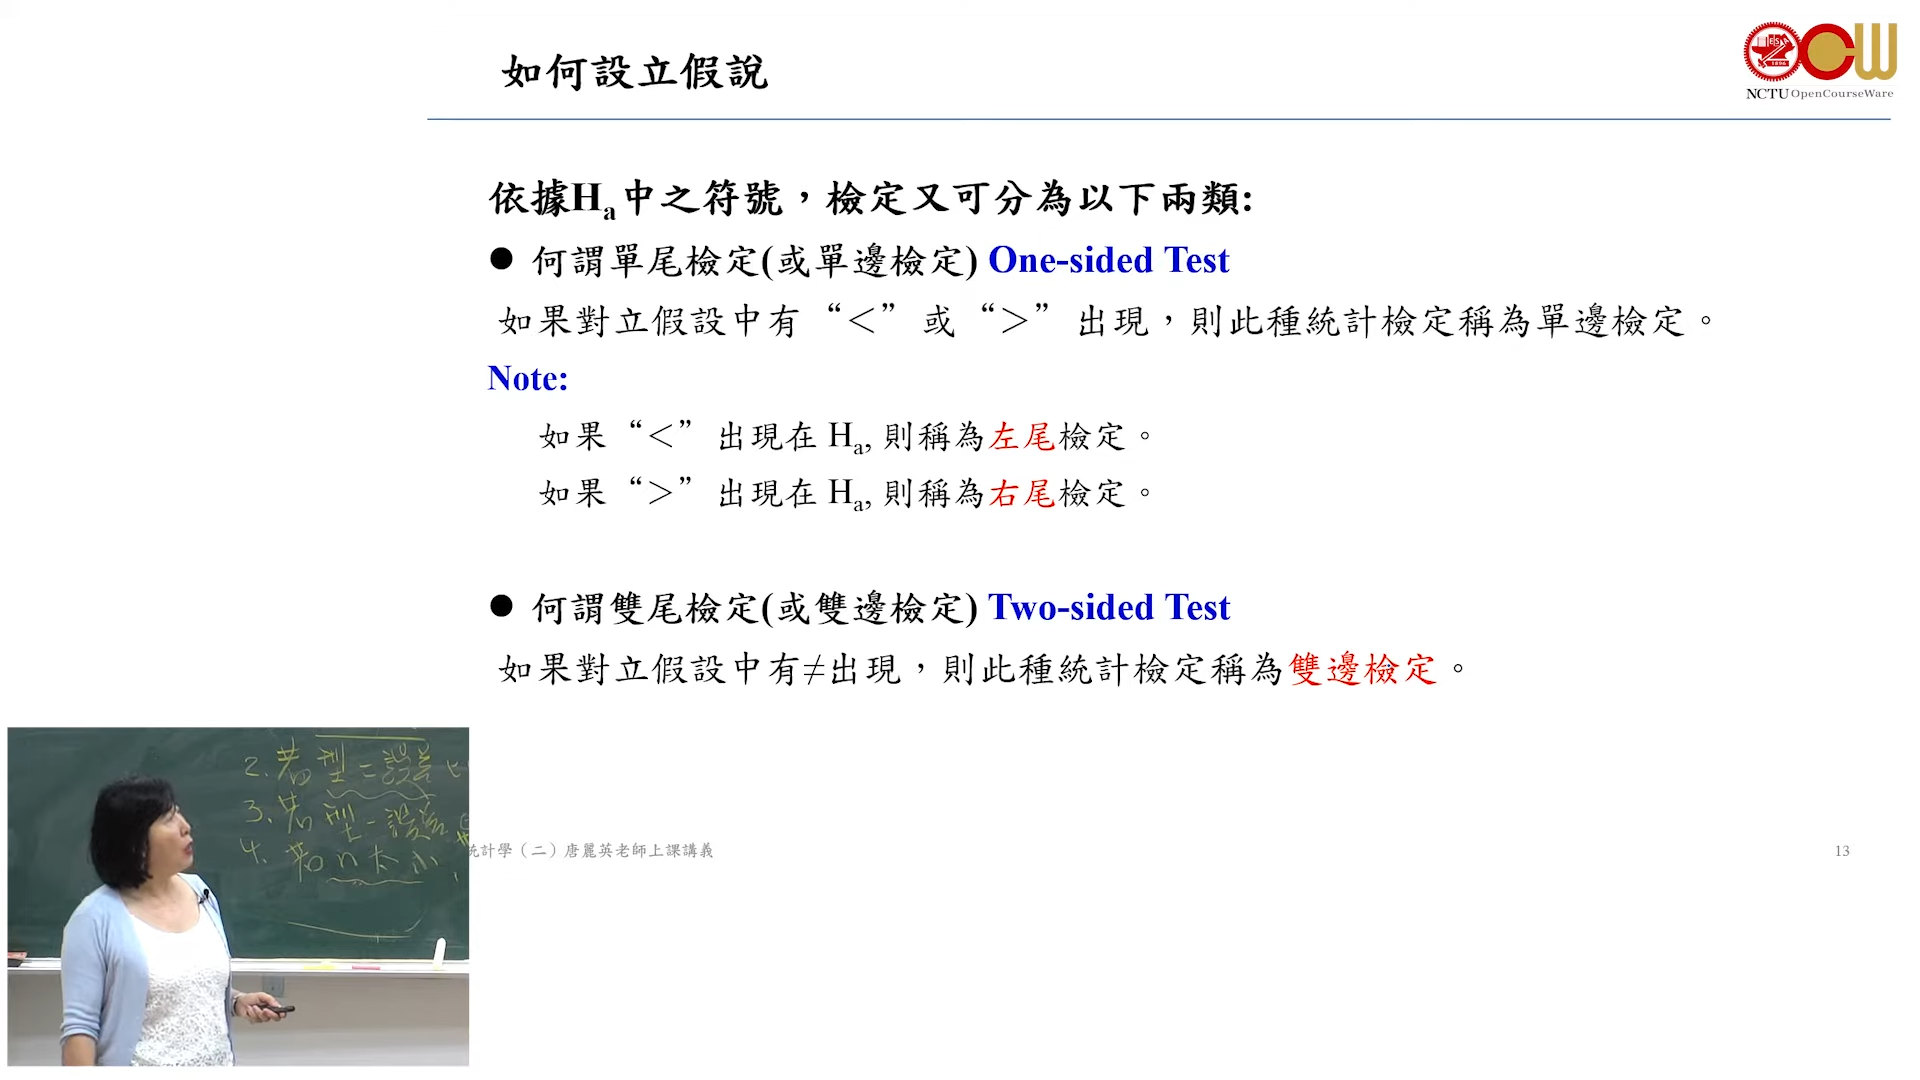 如何設立假說
NCTU OpenCourseWare
依據Ha中之符號，檢定又可分為以下兩類:
● 何謂單尾檢定(或單邊檢定) One-sided Test
如果對立假設中有“＜”或“＞”出現，則此種統計檢定稱為單邊檢定。
Note:
如果“＜”出現在 Ha, 則稱為左尾檢定。
如果“＞”出現在 Ha, 則稱為右尾檢定。
● 何謂雙尾檢定(或雙邊檢定) Two-sided Test
如果對立假設中有≠出現，則此種統計檢定稱為雙邊檢定。
2. 若型二誤差
3. 若型一誤差
4. 若n太小,
統計學（二）唐麗英老師上課講義
13